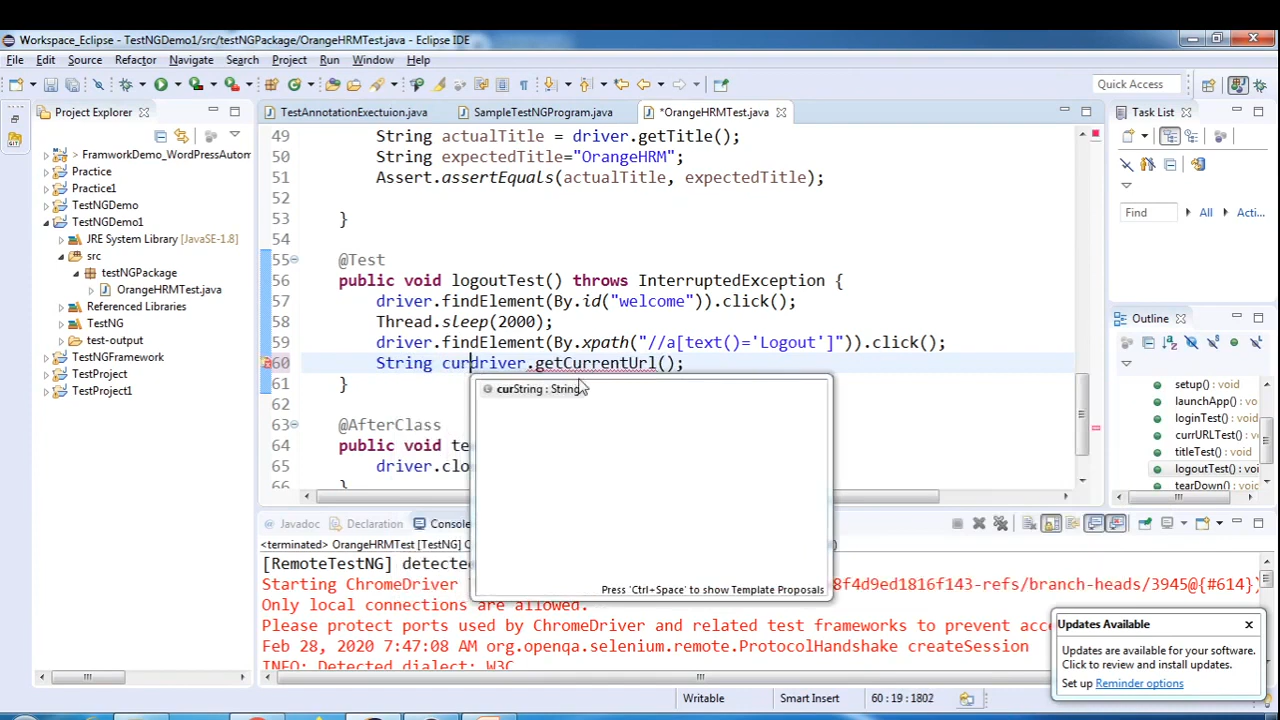 Workspace_Eclipse - TestNGDemo1/src/testNGPackage/OrangeHRMTest.java - Eclipse IDE
File Edit Source Refactor Navigate Search Project Run Window Help
Quick Access
Project Explorer
TestAnnotationExectuion.java
SampleTestNGProgram.java
*OrangeHRMTest.java
Task List
> FramworkDemo_WordPressAutom
Practice
Practice1
TestNGDemo
TestNGDemo1
JRE System Library [JavaSE-1.8]
src
testNGPackage
OrangeHRMTest.java
Referenced Libraries
TestNG
test-output
TestNGFramework
TestProject
TestProject1
49 String actualTitle = driver.getTitle();
50 String expectedTitle="OrangeHRM";
51 Assert.assertEquals(actualTitle, expectedTitle);
52
53 }
54
55 @Test
56 public void logoutTest() throws InterruptedException {
57 driver.findElement(By.id("welcome")).click();
58 Thread.sleep(2000);
59 driver.findElement(By.xpath("//a[text()='Logout']")).click();
60 String curdriver.getCurrentUrl();
61 }
62
63 @AfterClass
64 public void te
65 driver.clo
66 }
curString : String
Press 'Ctrl+Space' to show Template Proposals
Find All Acti...
Outline
setup() : void
launchApp() : void
loginTest() : void
currURLTest() : void
titleTest() : void
logoutTest() : voi
tearDown() : void
Javadoc Declaration Console
<terminated> OrangeHRMTest [TestNG] C
[RemoteTestNG] detecte
Starting ChromeDriver 8f4d9ed1816f143-refs/branch-heads/3945@{#614})
Only local connections are allowed.
Please protect ports used by ChromeDriver and related test frameworks to prevent acc
Feb 28, 2020 7:47:08 AM org.openqa.selenium.remote.ProtocolHandshake createSession
INFO: Detected dialect: W3C
Updates Available
Updates are available for your software.
Click to review and install updates.
Set up Reminder options
Writable Smart Insert 60 : 19 : 1802